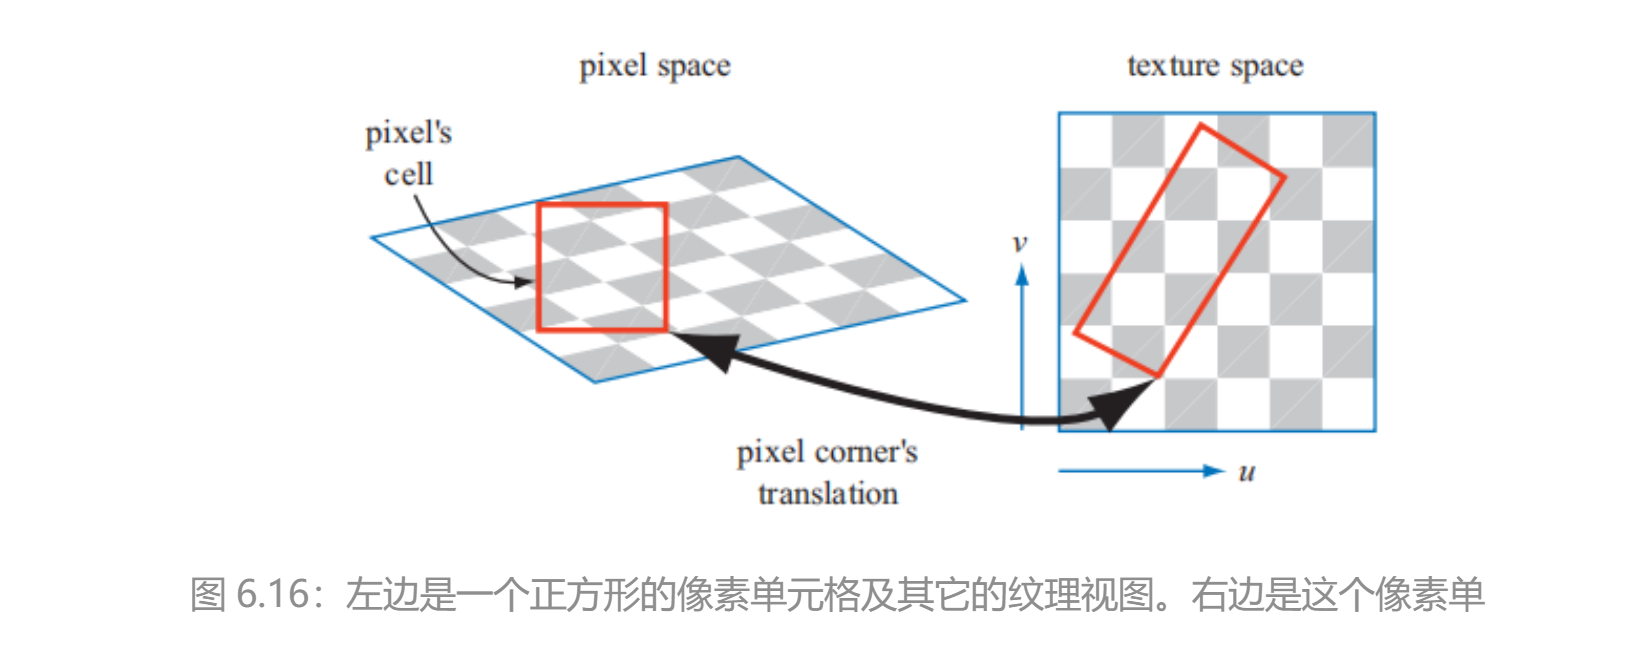 pixel space
texture space
pixel's
cell
v
pixel corner's
translation
u
图 6.16：左边是一个正方形的像素单元格及其它的纹理视图。右边是这个像素单